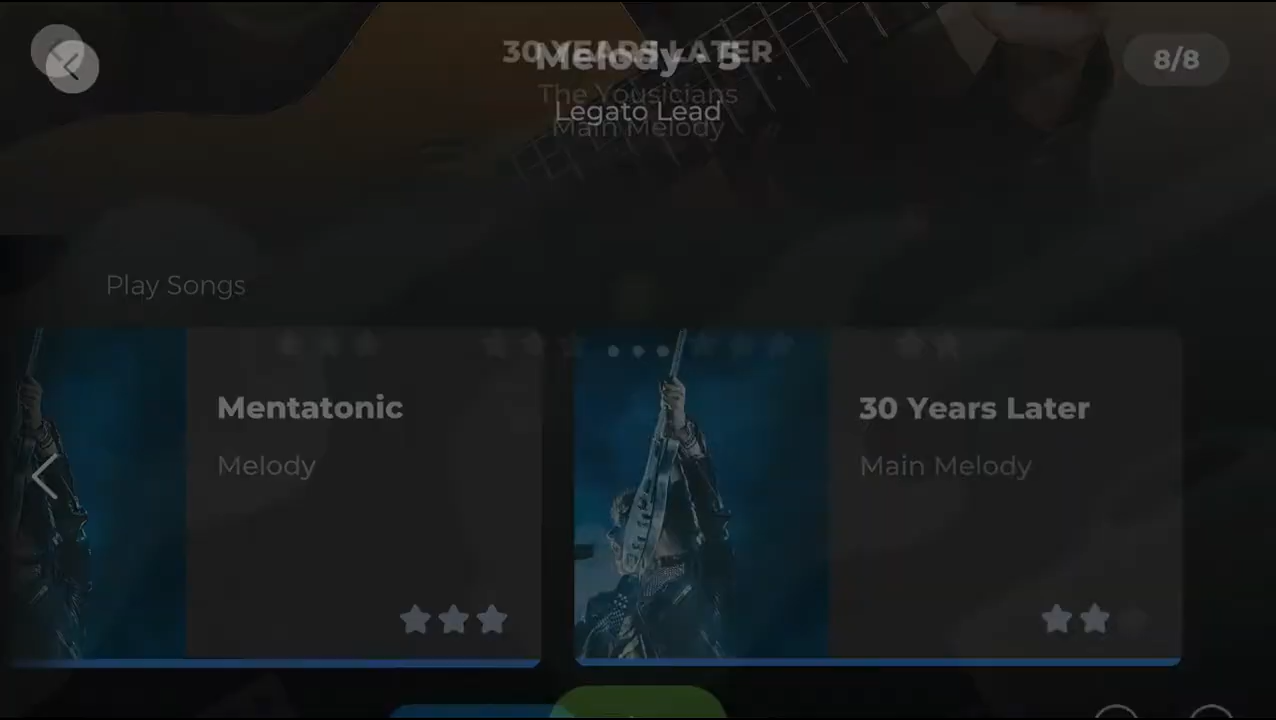 30 YEARS LATER
Melody · 5
8/8
The Yousicians
Legato Lead
Main Melody
Play Songs
Mentatonic
30 Years Later
Melody
Main Melody